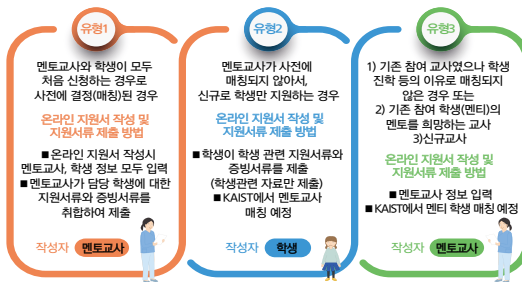 유형1
멘토교사와 학생이 모두
처음 신청하는 경우로
사전에 결정(매칭)된 경우
온라인 지원서 작성 및
지원서류 제출 방법
■ 온라인 지원서 작성시
멘토교사, 학생 정보 모두 입력
■ 멘토교사가 담당 학생에 대한
지원서류와 증빙서류를
취합하여 제출
작성자 멘토교사
유형2
멘토교사가 사전에
매칭되지 않아서,
신규로 학생만 지원하는 경우
온라인 지원서 작성 및
지원서류 제출 방법
■ 학생이 학생 관련 지원서류와
증빙서류를 제출
(학생관련 자료만 제출)
■ KAIST에서 멘토교사
매칭 예정
작성자 학생
유형3
1) 기존 참여 교사였으나 학생
진학 등의 이유로 매칭되지
않은 경우 또는
2) 기존 참여 학생(멘티)의
멘토를 희망하는 교사
3)신규교사
온라인 지원서 작성 및
지원서류 제출 방법
■ 멘토교사 정보 입력
■ KAIST에서 멘티 학생 매칭 예정
작성자 멘토교사